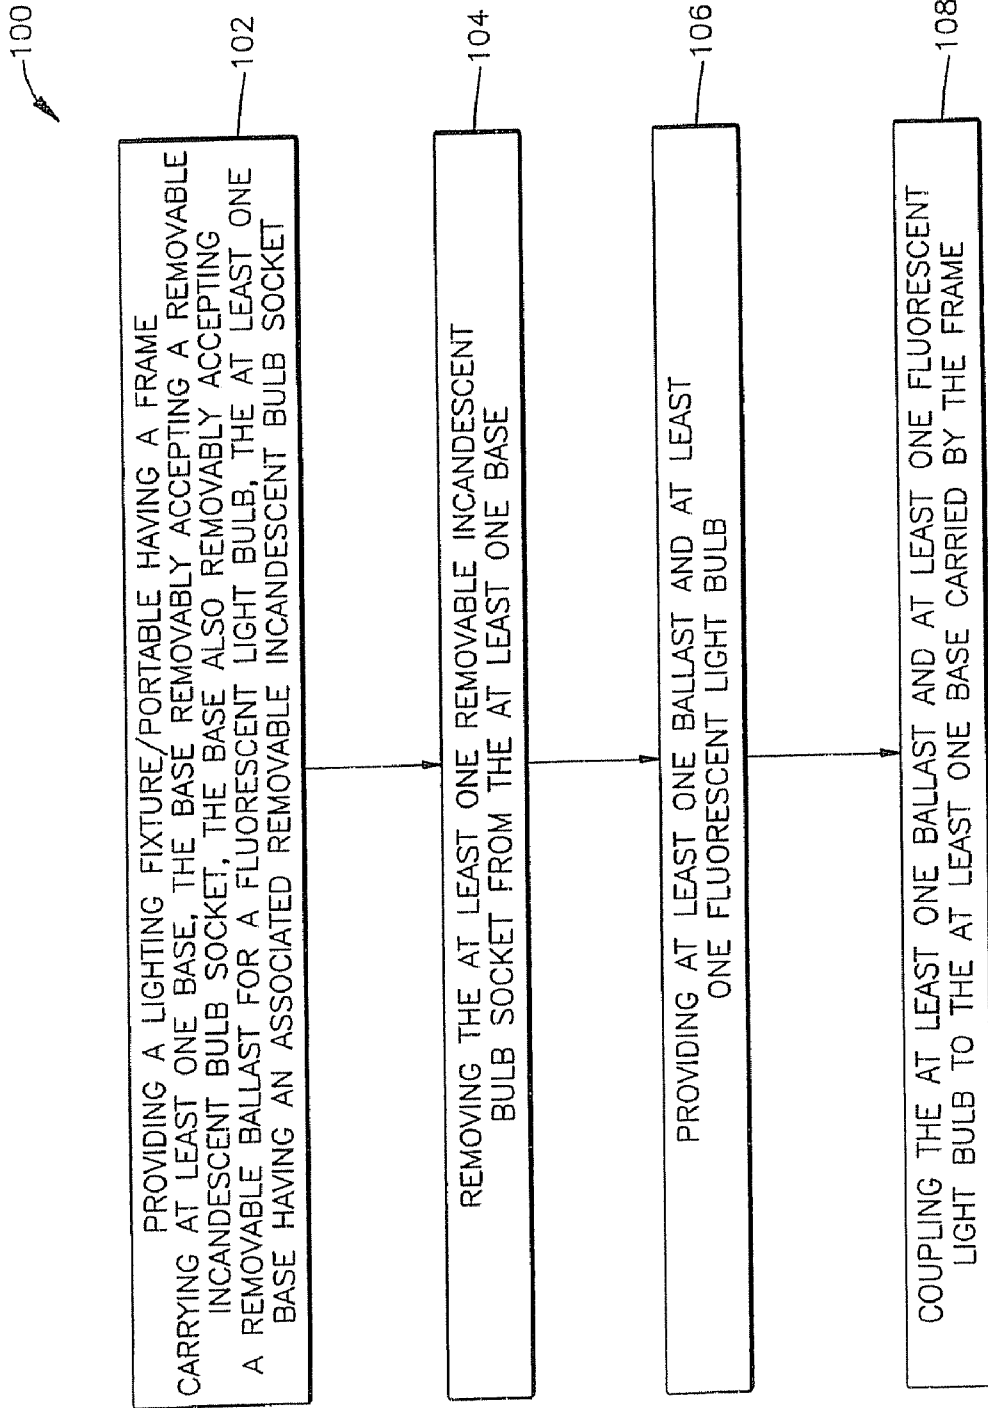 100
PROVIDING A LIGHTING FIXTURE/PORTABLE HAVING A FRAME
CARRYING AT LEAST ONE BASE, THE BASE REMOVABLY ACCEPTING A REMOVABLE
INCANDESCENT BULB SOCKET, THE BASE ALSO REMOVABLY ACCEPTING
A REMOVABLE BALLAST FOR A FLUORESCENT LIGHT BULB, THE AT LEAST ONE
BASE HAVING AN ASSOCIATED REMOVABLE INCANDESCENT BULB SOCKET
102
REMOVING THE AT LEAST ONE REMOVABLE INCANDESCENT
BULB SOCKET FROM THE AT LEAST ONE BASE
104
PROVIDING AT LEAST ONE BALLAST AND AT LEAST
ONE FLUORESCENT LIGHT BULB
106
COUPLING THE AT LEAST ONE BALLAST AND AT LEAST ONE FLUORESCENT
LIGHT BULB TO THE AT LEAST ONE BASE CARRIED BY THE FRAME
108